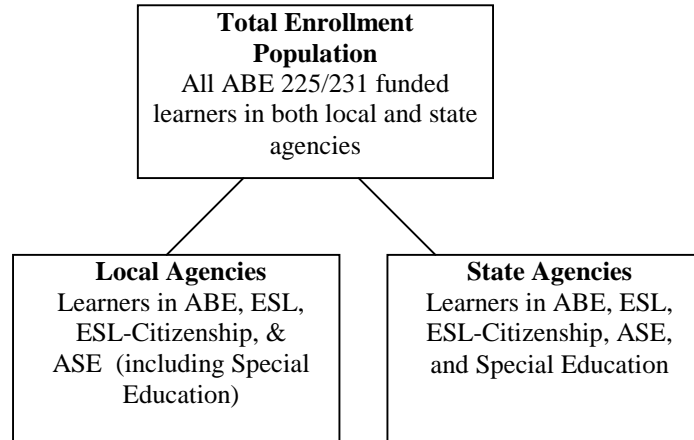 Total Enrollment
Population
All ABE 225/231 funded
learners in both local and state
agencies
Local Agencies
Learners in ABE, ESL,
ESL-Citizenship, &
ASE (including Special
Education)
State Agencies
Learners in ABE, ESL,
ESL-Citizenship, ASE,
and Special Education